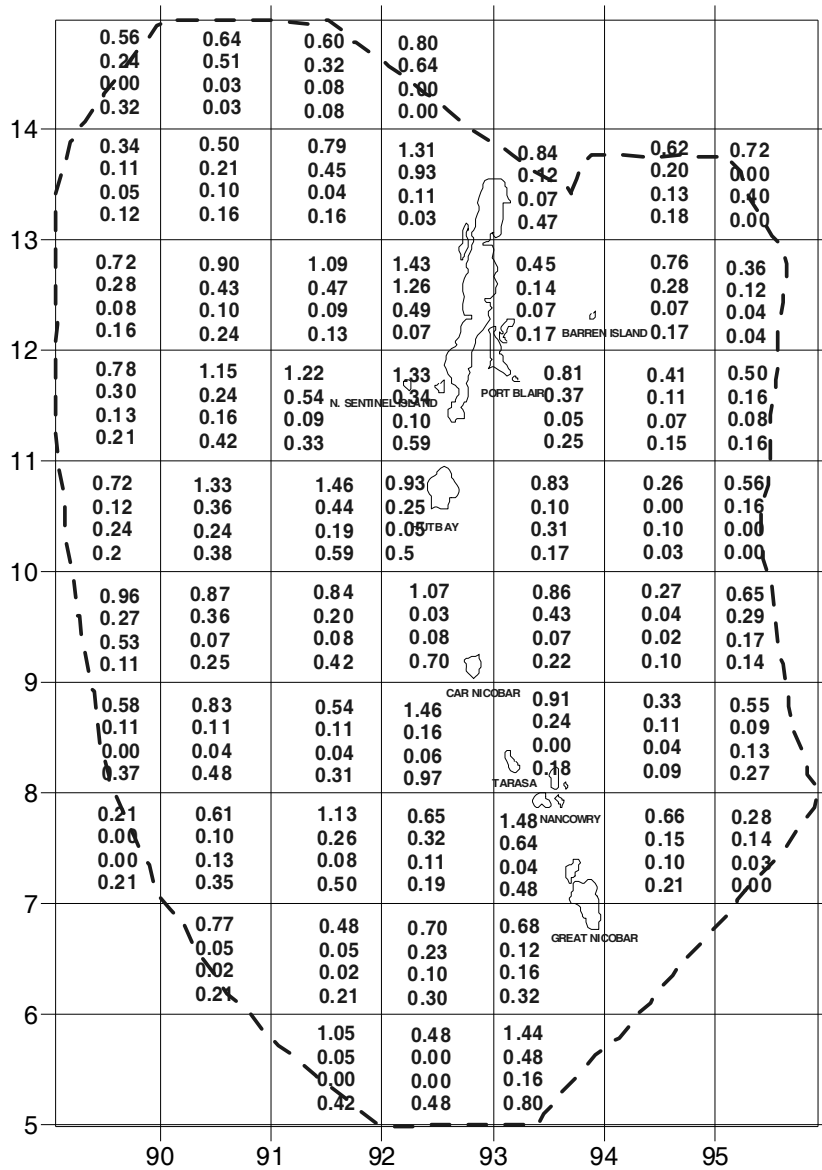 0.56 0.64 0.60 0.80
0.24 0.51 0.32 0.64
0.00 0.03 0.08 0.00
0.32 0.03 0.08 0.00
14
0.34 0.50 0.79 1.31 0.84 0.62 0.72
0.11 0.21 0.45 0.93 0.12 0.20 0.00
0.05 0.10 0.04 0.11 0.07 0.13 0.40
0.12 0.16 0.16 0.03 0.47 0.18 0.00
13
0.72 0.90 1.09 1.43 0.45 0.76 0.36
0.28 0.43 0.47 1.26 0.14 0.28 0.12
0.08 0.10 0.09 0.49 0.07 0.07 0.04
0.16 0.24 0.13 0.07 0.17 BARREN ISLAND 0.17 0.04
12
0.78 1.15 1.22 1.33 0.81 0.41 0.50
0.30 0.24 0.54 0.34 PORT BLAIR 0.37 0.11 0.16
N. SENTINEL ISLAND
0.13 0.16 0.09 0.10 0.05 0.07 0.08
0.21 0.42 0.33 0.59 0.25 0.15 0.16
11
0.72 1.33 1.46 0.93 0.83 0.26 0.56
0.12 0.36 0.44 0.25 0.10 0.00 0.16
0.24 0.24 0.19 0.05 HUTBAY 0.31 0.10 0.00
0.2 0.38 0.59 0.5 0.17 0.03 0.00
10
0.96 0.87 0.84 1.07 0.86 0.27 0.65
0.27 0.36 0.20 0.03 0.43 0.04 0.29
0.53 0.07 0.08 0.08 0.07 0.02 0.17
0.11 0.25 0.42 0.70 0.22 0.10 0.14
9
CAR NICOBAR
0.58 0.83 0.54 1.46 0.91 0.33 0.55
0.11 0.11 0.11 0.16 0.24 0.11 0.09
0.00 0.04 0.04 0.06 0.00 0.04 0.13
0.37 0.48 0.31 0.97 0.18 0.09 0.27
TARASA
8
0.21 0.61 1.13 0.65 1.48 NANCOWRY 0.66 0.28
0.00 0.10 0.26 0.32 0.64 0.15 0.14
0.00 0.13 0.08 0.11 0.04 0.10 0.03
0.21 0.35 0.50 0.19 0.48 0.21 0.00
7
0.77 0.48 0.70 0.68
GREAT NICOBAR
0.05 0.05 0.23 0.12
0.02 0.02 0.10 0.16
0.21 0.21 0.30 0.32
6
1.05 0.48 1.44
0.05 0.00 0.48
0.00 0.00 0.16
0.42 0.48 0.80
5
90 91 92 93 94 95